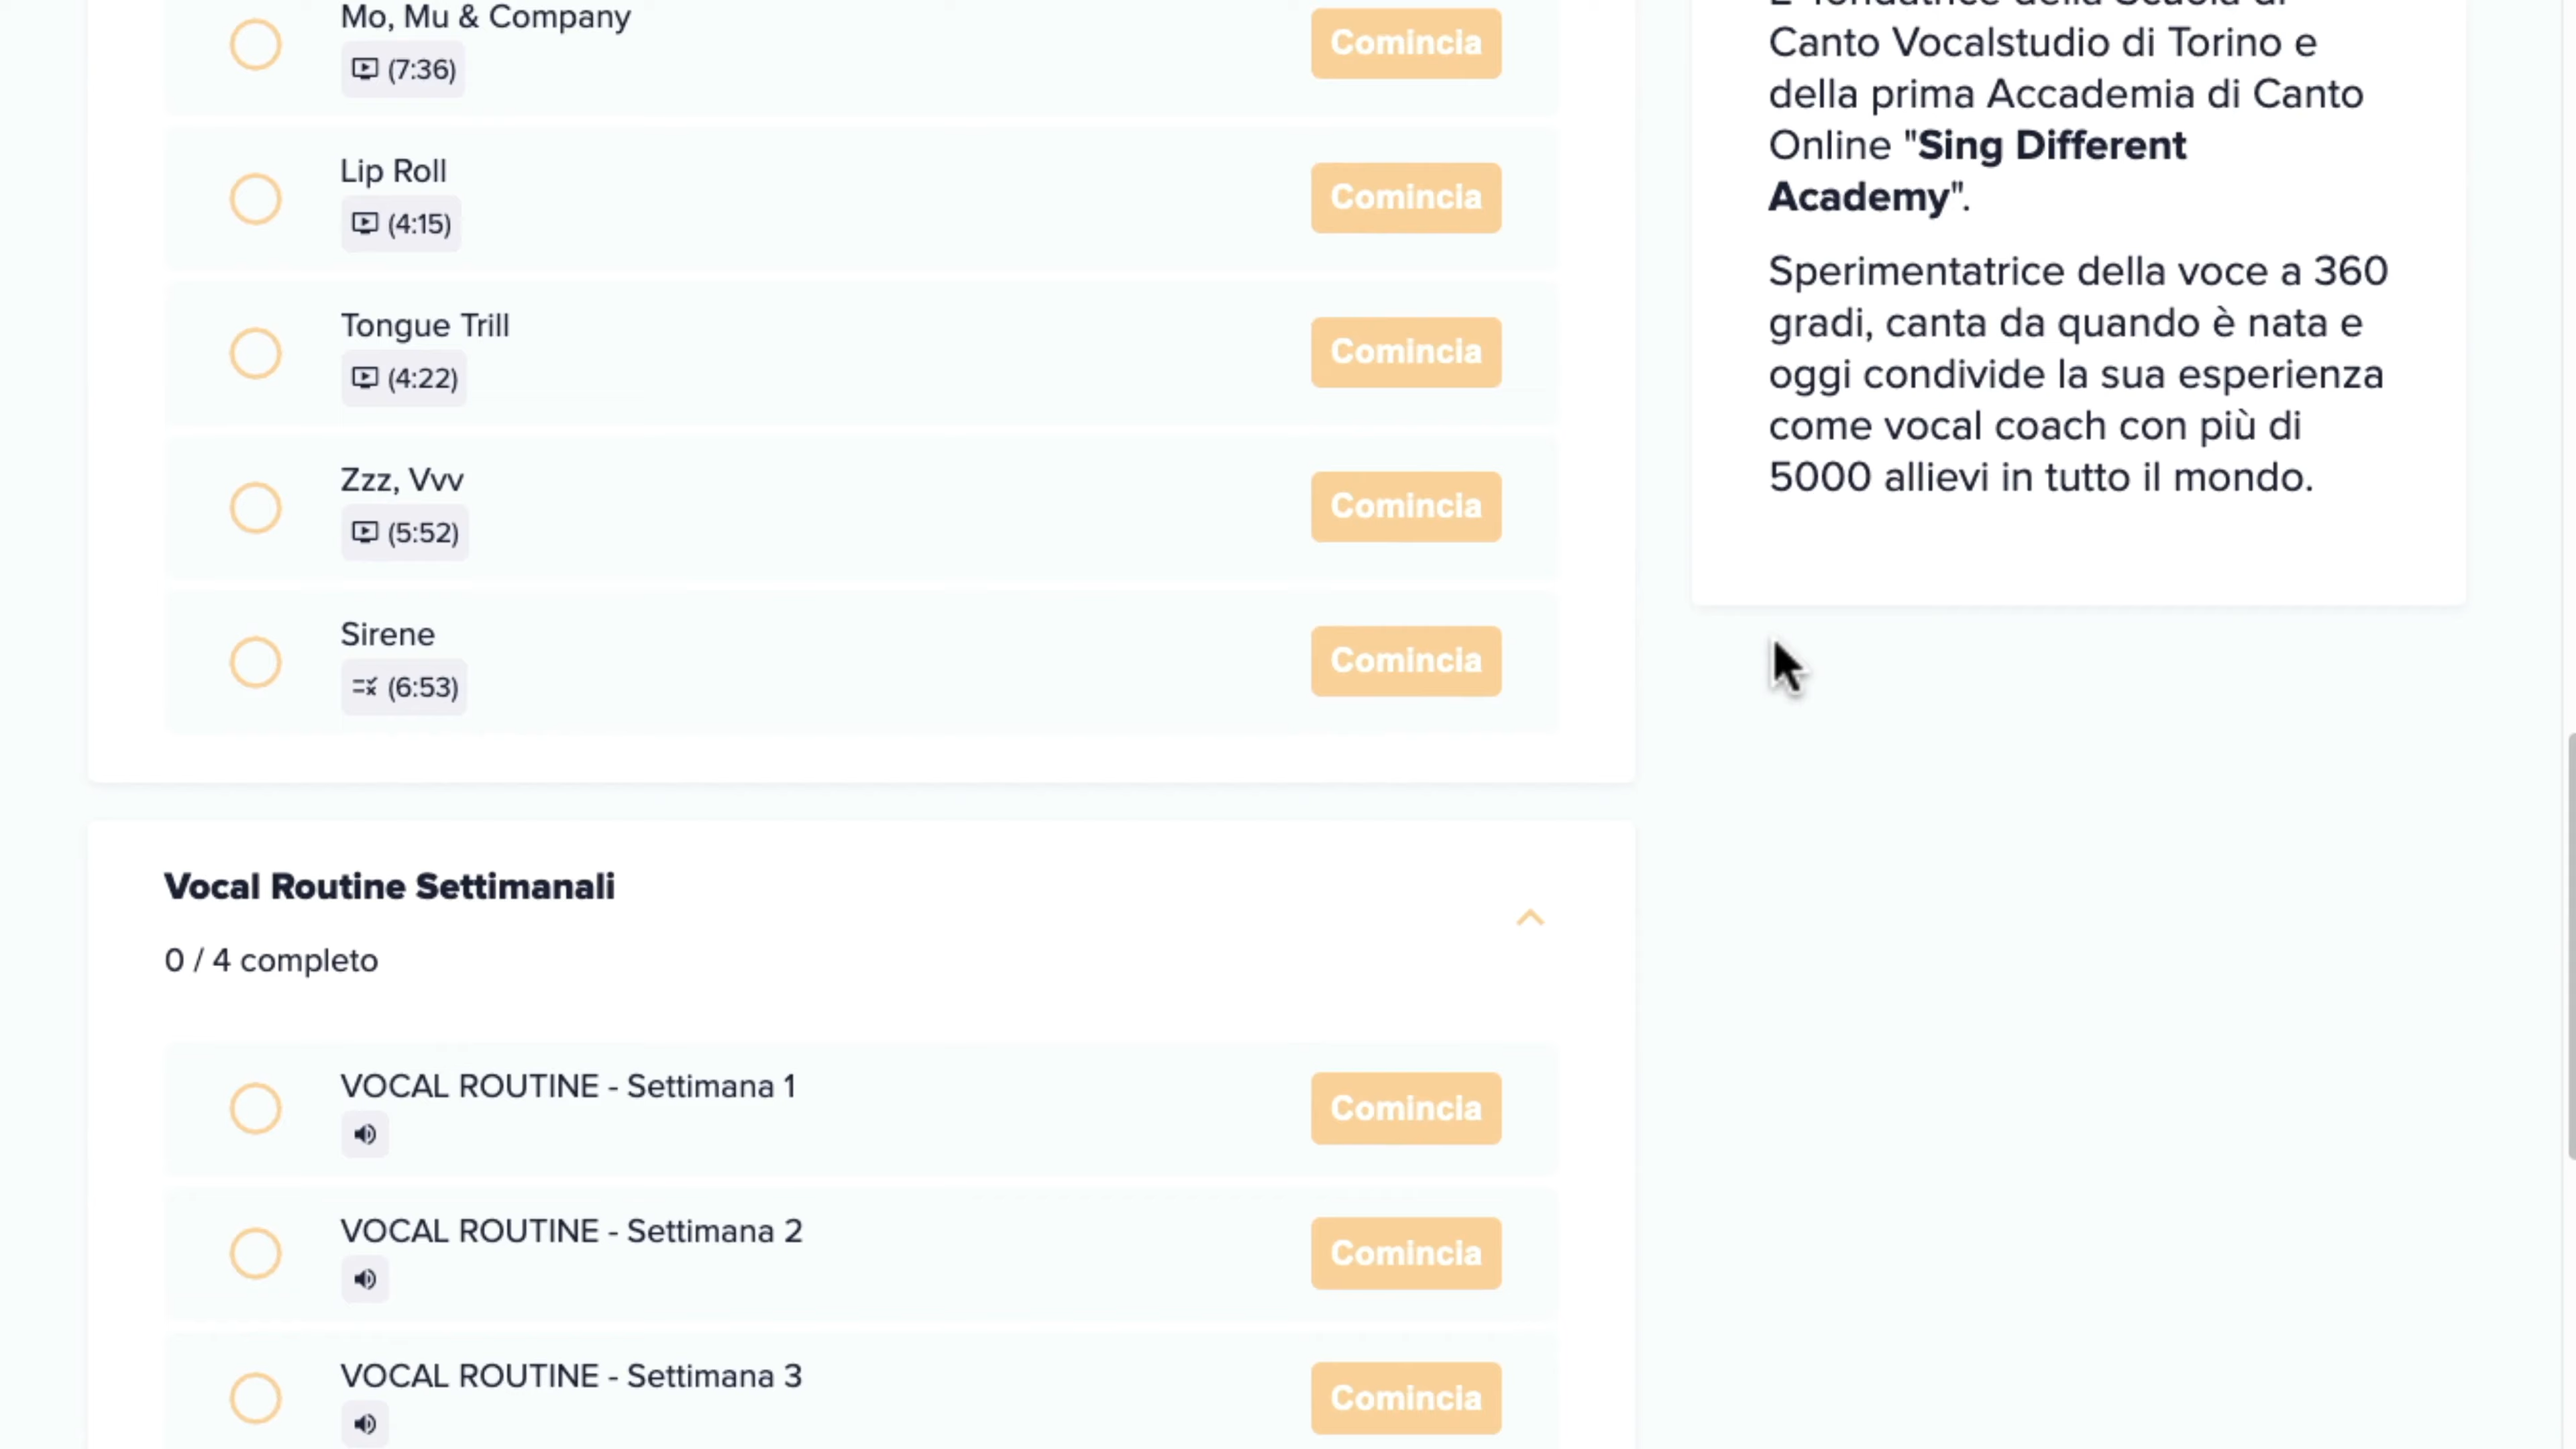 Mo, Mu & Company
(7:36)
Comincia
Lip Roll
(4:15)
Comincia
Tongue Trill
(4:22)
Comincia
Zzz, Vvv
(5:52)
Comincia
Sirene
(6:53)
Comincia
Vocal Routine Settimanali
0 / 4 completo
VOCAL ROUTINE - Settimana 1
Comincia
VOCAL ROUTINE - Settimana 2
Comincia
VOCAL ROUTINE - Settimana 3
Comincia
Canto Vocalstudio di Torino e
della prima Accademia di Canto
Online "Sing Different
Academy".
Sperimentatrice della voce a 360
gradi, canta da quando è nata e
oggi condivide la sua esperienza
come vocal coach con più di
5000 allievi in tutto il mondo.